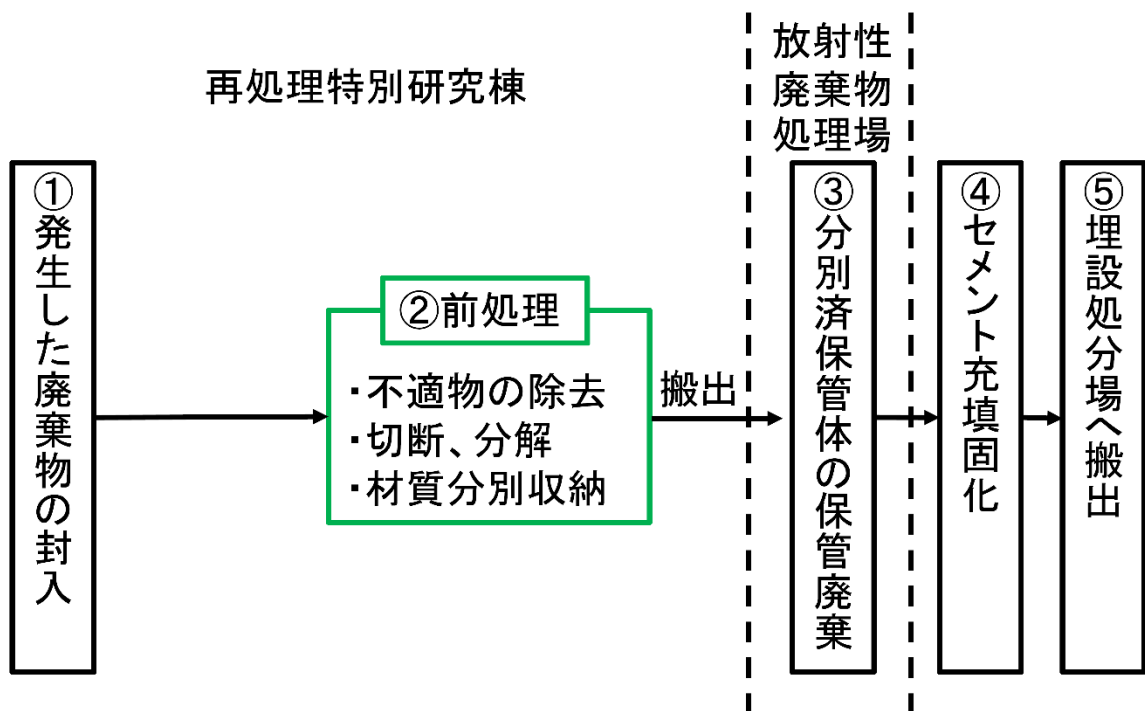 再処理特別研究棟
放射性
廃棄物
処理場
①発生した廃棄物の封入
②前処理
・不適物の除去
・切断、分解
・材質分別収納
搬出
③分別済保管体の保管廃棄
④セメント充填固化
⑤埋設処分場へ搬出